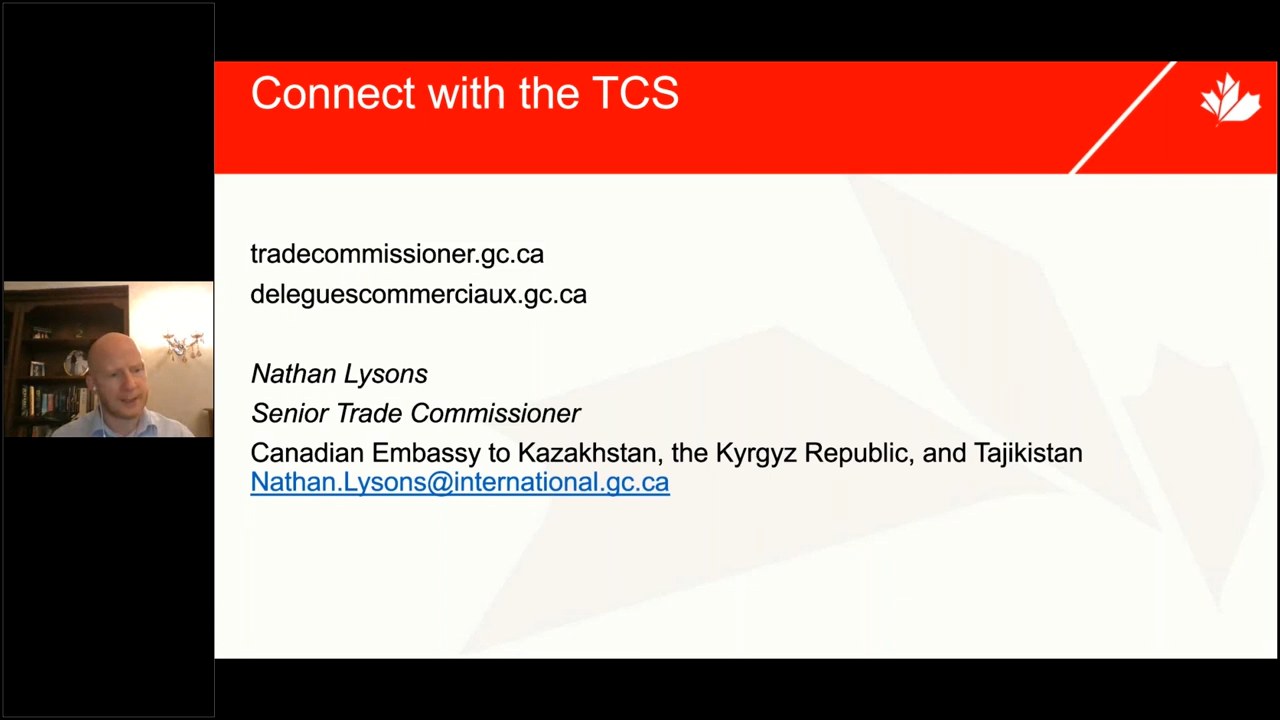 Connect with the TCS
tradecommissioner.gc.ca
deleguescommerciaux.gc.ca
Nathan Lysons
Senior Trade Commissioner
Canadian Embassy to Kazakhstan, the Kyrgyz Republic, and Tajikistan
Nathan.Lysons@international.gc.ca